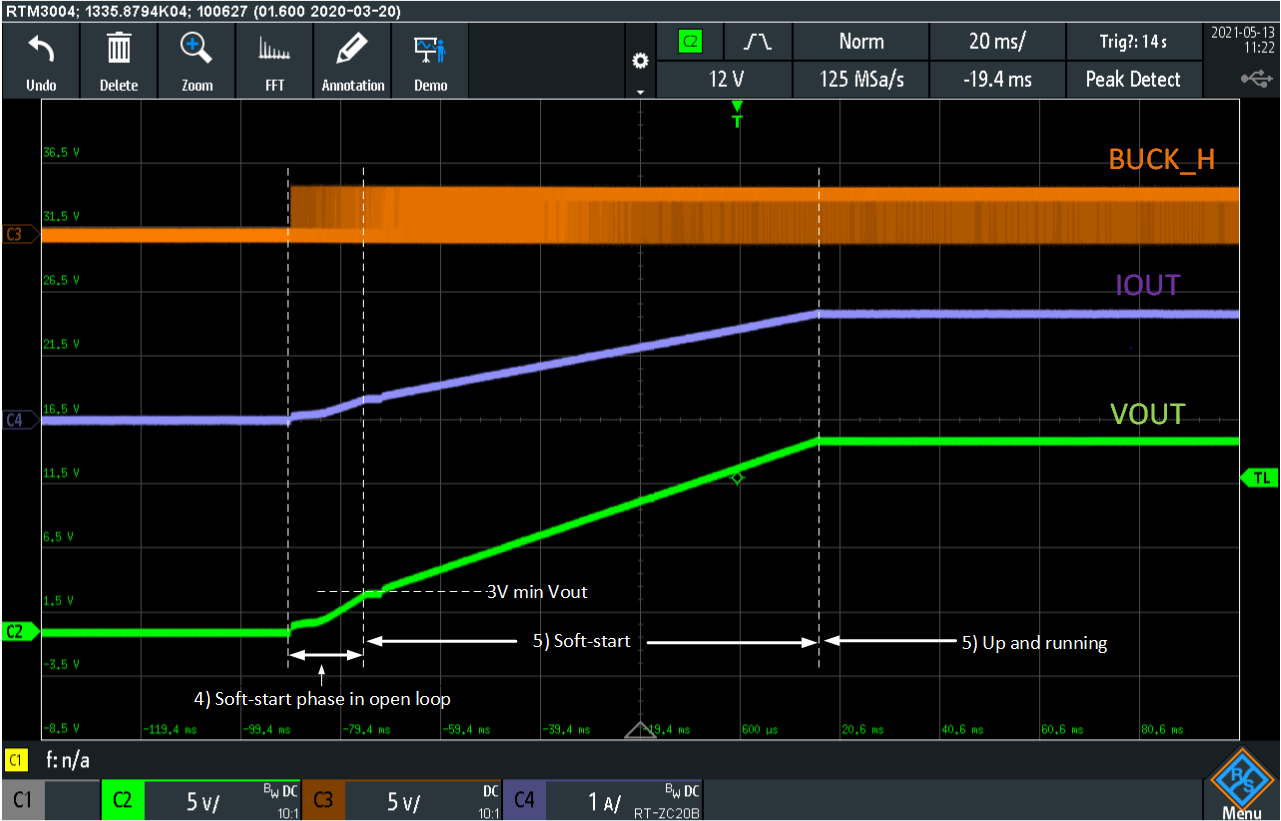 RTM3004; 1335.8794K04; 100627 (01.600 2020-03-20)
Undo
Delete
Zoom
FFT
Annotation
Demo
C2
Norm
20 ms/
Trig?: 14 s
2021-05-13
11:22
12 V
125 MSa/s
-19.4 ms
Peak Detect
T
36.5 V
BUCK_H
31.5 V
C3
26.5 V
IOUT
21.5 V
16.5 V
C4
VOUT
11.5 V
TL
6.5 V
3V min Vout
1.5 V
C2
5) Soft-start
5) Up and running
-3.5 V
4) Soft-start phase in open loop
-8.5 V
-119.4 ms
-99.4 ms
-79.4 ms
-59.4 ms
-39.4 ms
-19.4 ms
600 µs
20.6 ms
40.6 ms
60.6 ms
80.6 ms
C1
f: n/a
C1
C2
5 V/
BW DC
10:1
C3
5 V/
DC
10:1
C4
1 A/
BW DC
RT-ZC20B
R&S
Menu